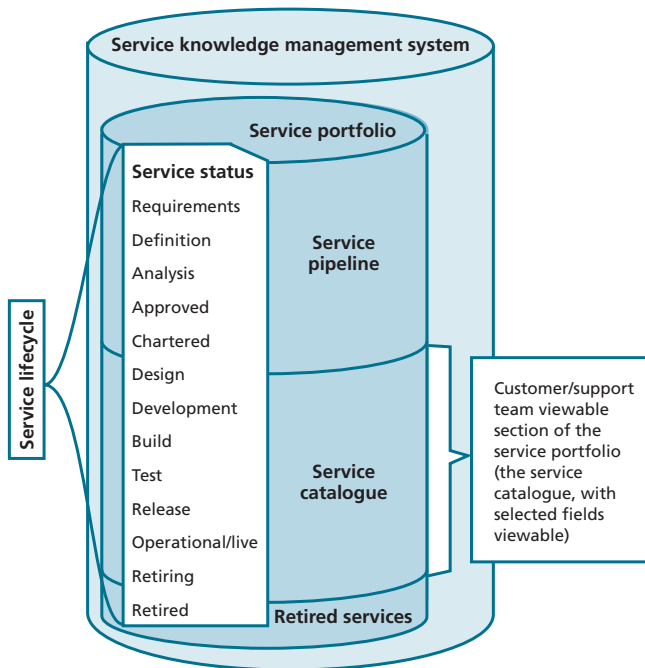 Service knowledge management system
Service portfolio
Service status
Requirements
Definition
Analysis
Approved
Chartered
Design
Development
Build
Test
Release
Operational/live
Retiring
Retired
Service lifecycle
Service
pipeline
Service
catalogue
Retired services
Customer/support
team viewable
section of the
service portfolio
(the service
catalogue, with
selected fields
viewable)